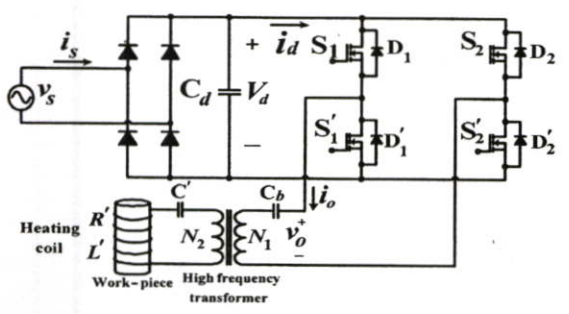 i_s
v_s
C_d
+
V_d
−
i_d
S_1
D_1
S_2
D_2
S'_1
D'_1
S'_2
D'_2
C'
C_b
i_o
Heating
coil
R'
L'
N_2
N_1
+
v_o
−
Work-piece
High frequency
transformer